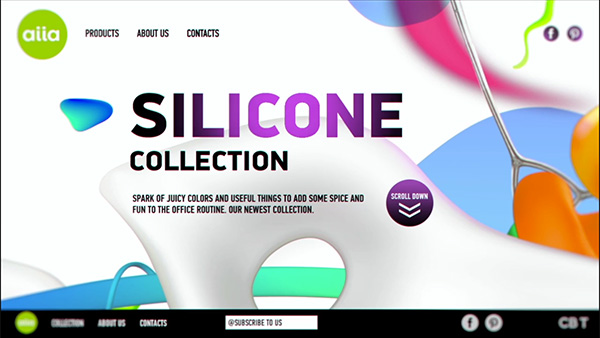 aiia
PRODUCTS ABOUT US CONTACTS
SILICONE
COLLECTION
SPARK OF JUICY COLORS AND USEFUL THINGS TO ADD SOME SPICE AND
FUN TO THE OFFICE ROUTINE. OUR NEWEST COLLECTION.
SCROLL DOWN
aiia COLLECTION ABOUT US CONTACTS @SUBSCRIBE TO US CBT